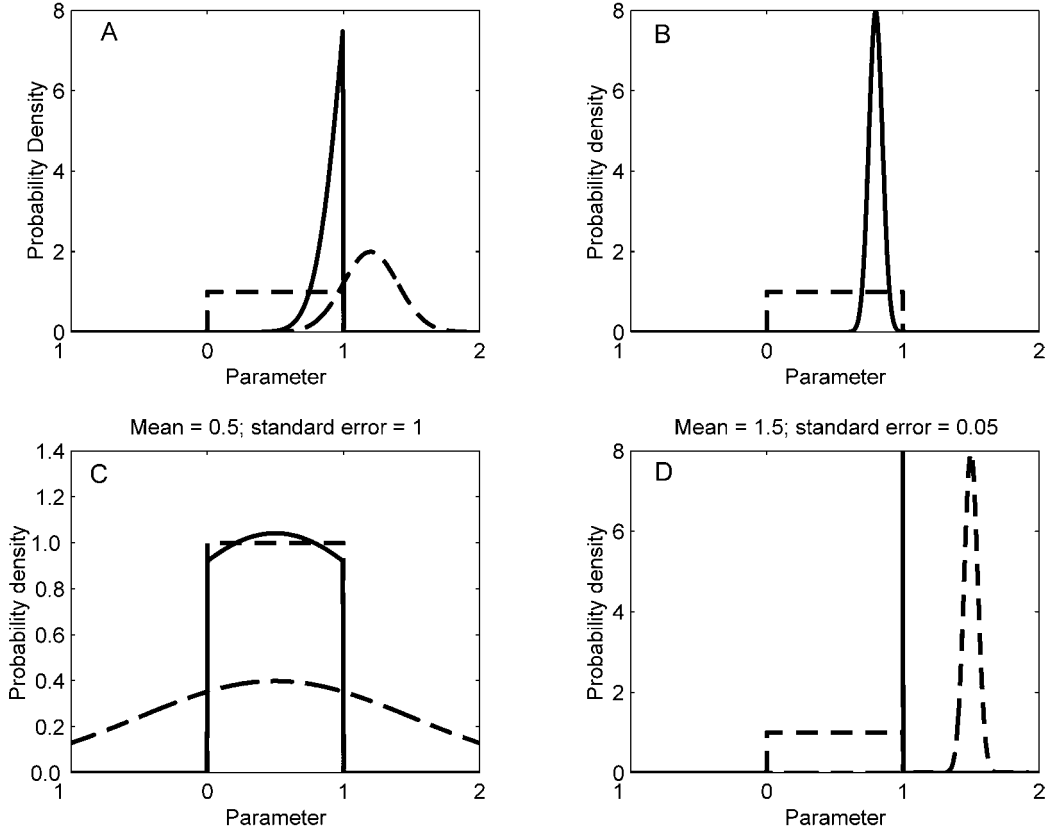 A
8
6
4
2
0
Probability Density
1 0 1 2
Parameter
B
8
6
4
2
0
Probability density
1 0 1 2
Parameter
Mean = 0.5; standard error = 1
C
1.4
1.2
1.0
0.8
0.6
0.4
0.2
0.0
Probability density
1 0 1 2
Parameter
Mean = 1.5; standard error = 0.05
D
8
6
4
2
0
Probability density
1 0 1 2
Parameter